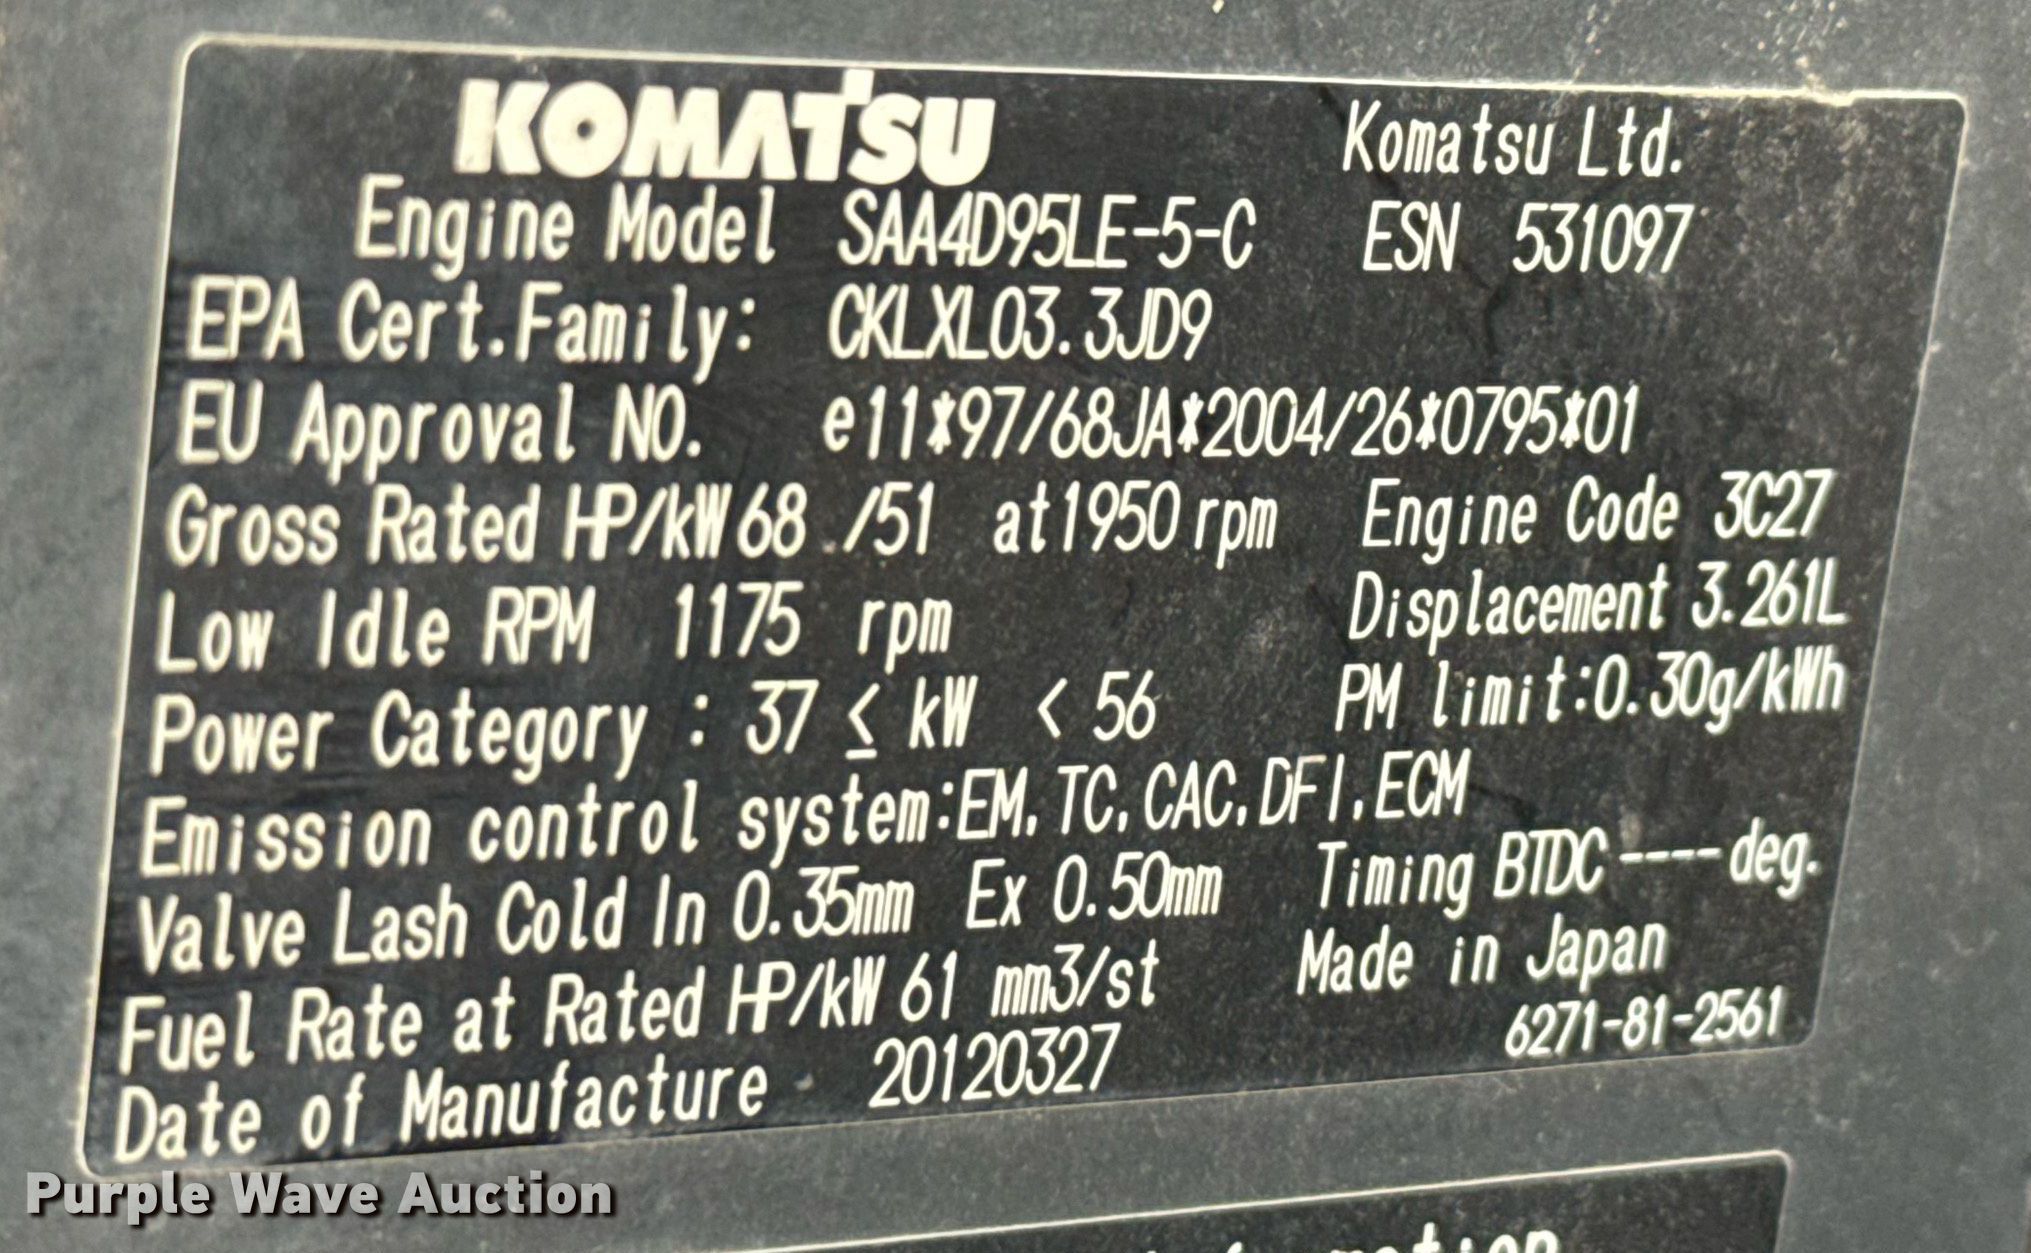 KOMATSU Komatsu Ltd.
Engine Model SAA4D95LE-5-C ESN 531097
EPA Cert.Family: CKLXL03.3JD9
EU Approval NO. e11*97/68JA*2004/26*0795*01
Gross Rated HP/kW 68 /51 at1950 rpm Engine Code 3C27
Low Idle RPM 1175 rpm Displacement 3.261L
Power Category : 37 ≤ kW < 56 PM limit:0.30g/kWh
Emission control system:EM, TC, CAC, DFI, ECM
Valve Lash Cold In 0.35mm Ex 0.50mm Timing BTDC ---- deg.
Fuel Rate at Rated HP/kW 61 mm3/st Made in Japan
Date of Manufacture 20120327 6271-81-2561
Purple Wave Auction